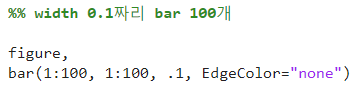 %% width 0.1짜리 bar 100개
figure,
bar(1:100, 1:100, .1, EdgeColor="none")